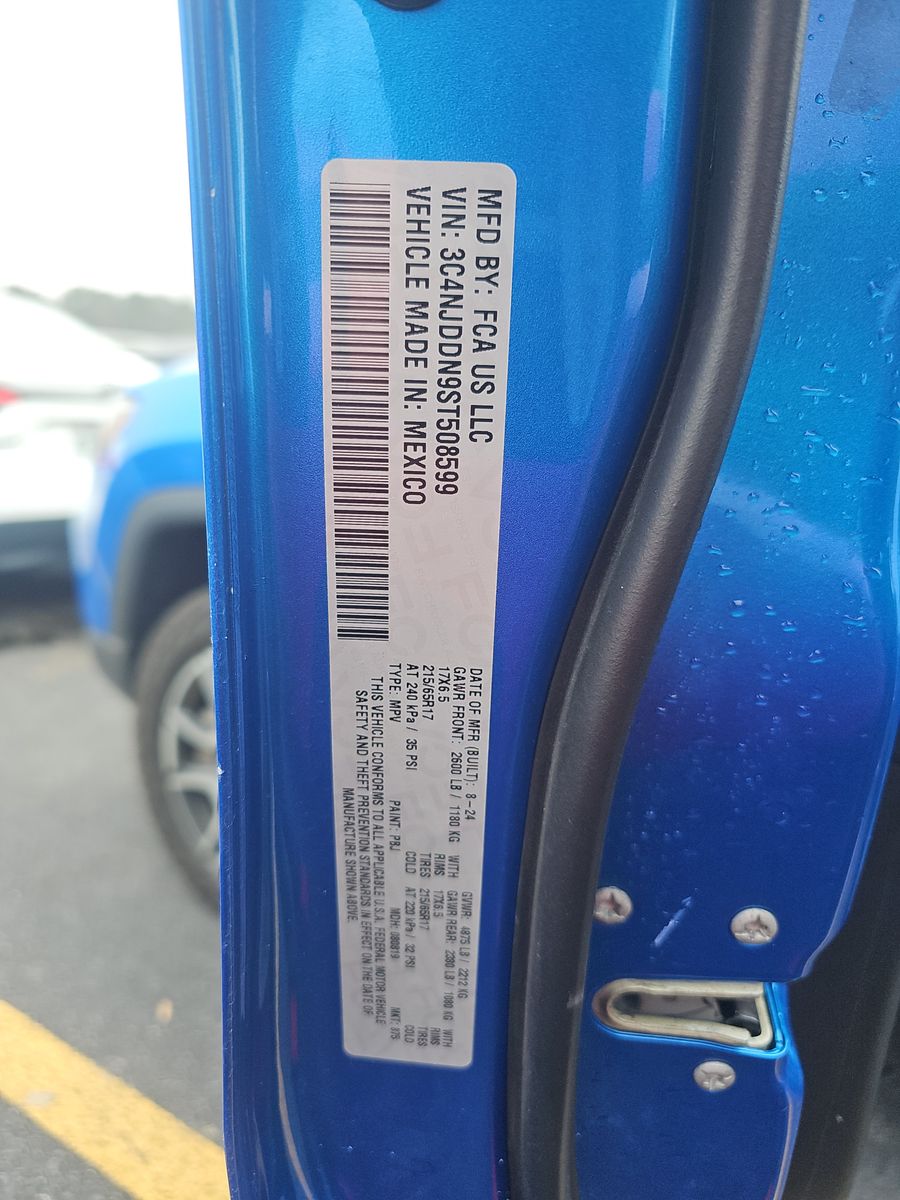 MFD BY: FCA US LLC
VIN: 3C4NJDDN9ST508599
VEHICLE MADE IN: MEXICO
DATE OF MFR (BUILT): 8-24 GVWR: 4875 LB / 2212 KG
GAWR FRONT: 2600 LB / 1180 KG WITH GAWR REAR: 2380 LB / 1080 KG WITH
17X6.5 RIMS 17X6.5 RIMS
215/65R17 TIRES 215/65R17 TIRES
AT 240 kPa / 35 PSI COLD AT 220 kPa / 32 PSI COLD
TYPE: MPV PAINT: PBJ MDH: 080819 MKT: 875
THIS VEHICLE CONFORMS TO ALL APPLICABLE U.S.A. FEDERAL MOTOR VEHICLE
SAFETY AND THEFT PREVENTION STANDARDS IN EFFECT ON THE DATE OF
MANUFACTURE SHOWN ABOVE.